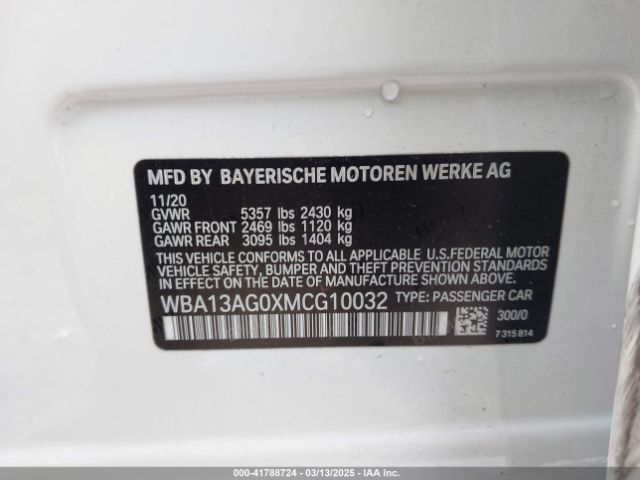 MFD BY BAYERISCHE MOTOREN WERKE AG
11/20
GVWR 5357 lbs 2430 kg
GAWR FRONT 2469 lbs 1120 kg
GAWR REAR 3095 lbs 1404 kg
THIS VEHICLE CONFORMS TO ALL APPLICABLE U.S.FEDERAL MOTOR
VEHICLE SAFETY, BUMPER AND THEFT PREVENTION STANDARDS
IN EFFECT ON THE DATE OF MANUFACTURE SHOWN ABOVE.
WBA13AG0XMCG10032 TYPE: PASSENGER CAR
300/0
7 315 814
000-41788724 — 03/13/2025 — IAAI.COM